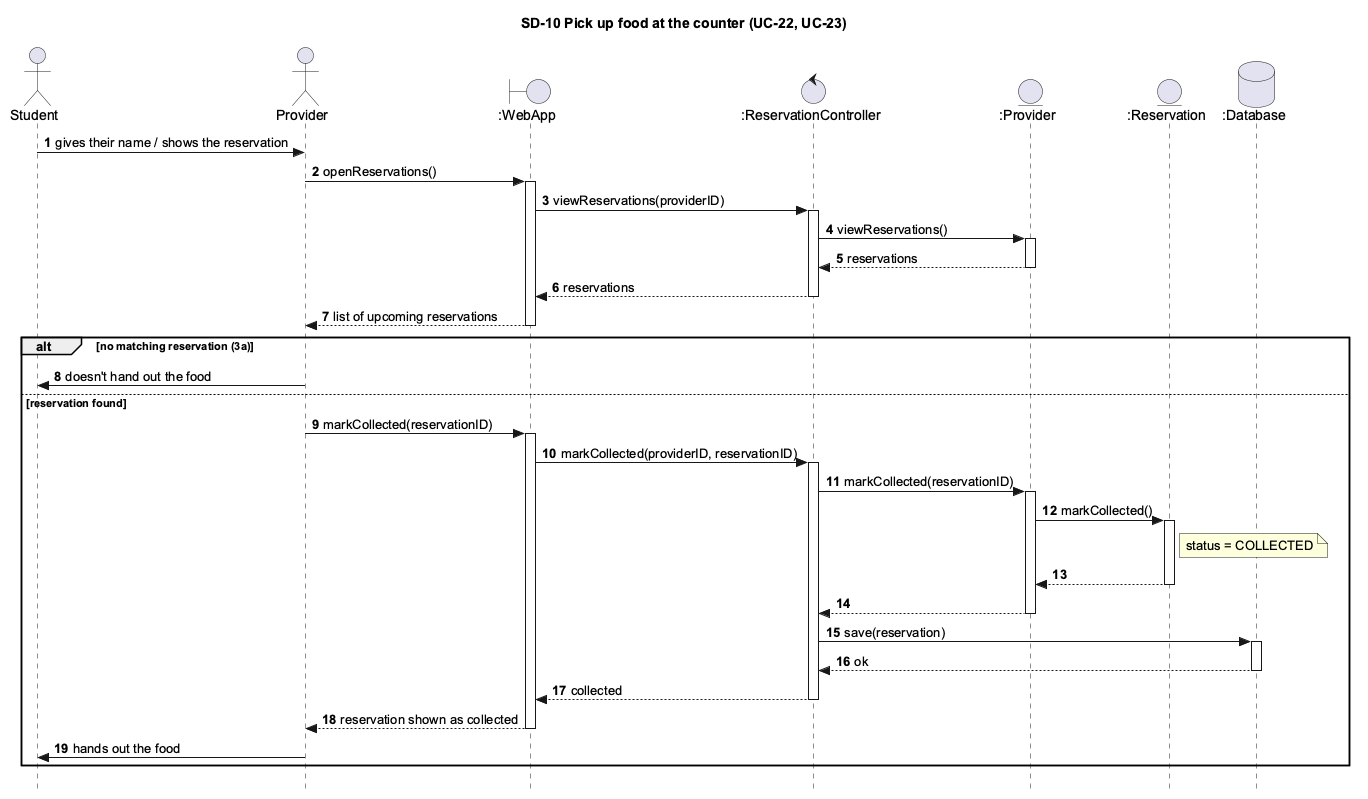 SD-10 Pick up food at the counter (UC-22, UC-23)
Student
Provider
:WebApp
:ReservationController
:Provider
:Reservation
:Database
1 gives their name / shows the reservation
2 openReservations()
3 viewReservations(providerID)
4 viewReservations()
5 reservations
6 reservations
7 list of upcoming reservations
alt [no matching reservation (3a)]
8 doesn't hand out the food
[reservation found]
9 markCollected(reservationID)
10 markCollected(providerID, reservationID)
11 markCollected(reservationID)
12 markCollected()
status = COLLECTED
13
14
15 save(reservation)
16 ok
17 collected
18 reservation shown as collected
19 hands out the food